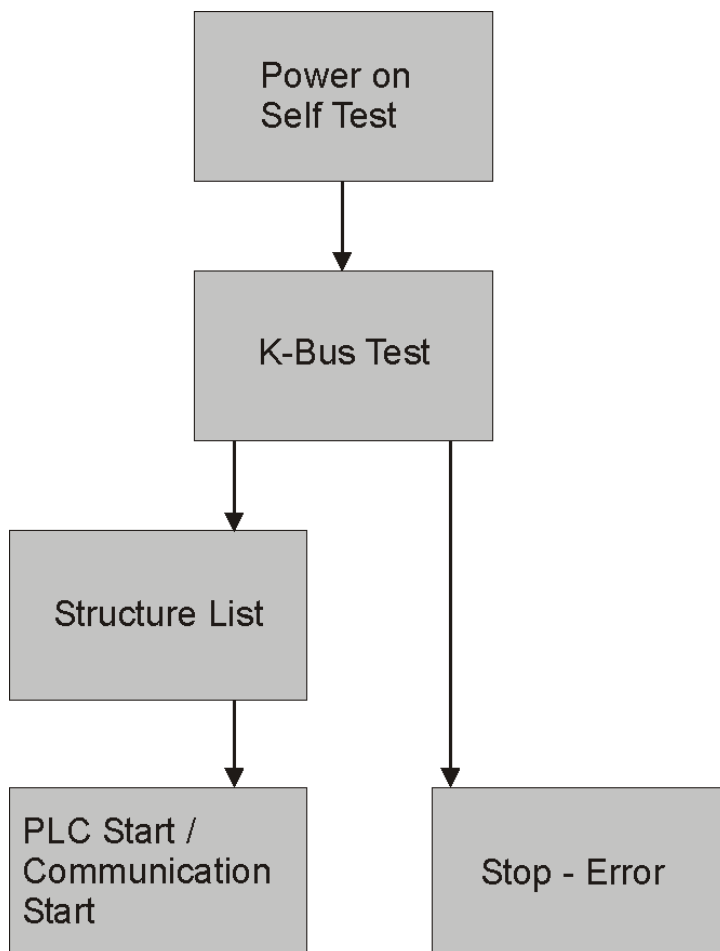 Power on
Self Test
K-Bus Test
Structure List
PLC Start /
Communication
Start
Stop - Error